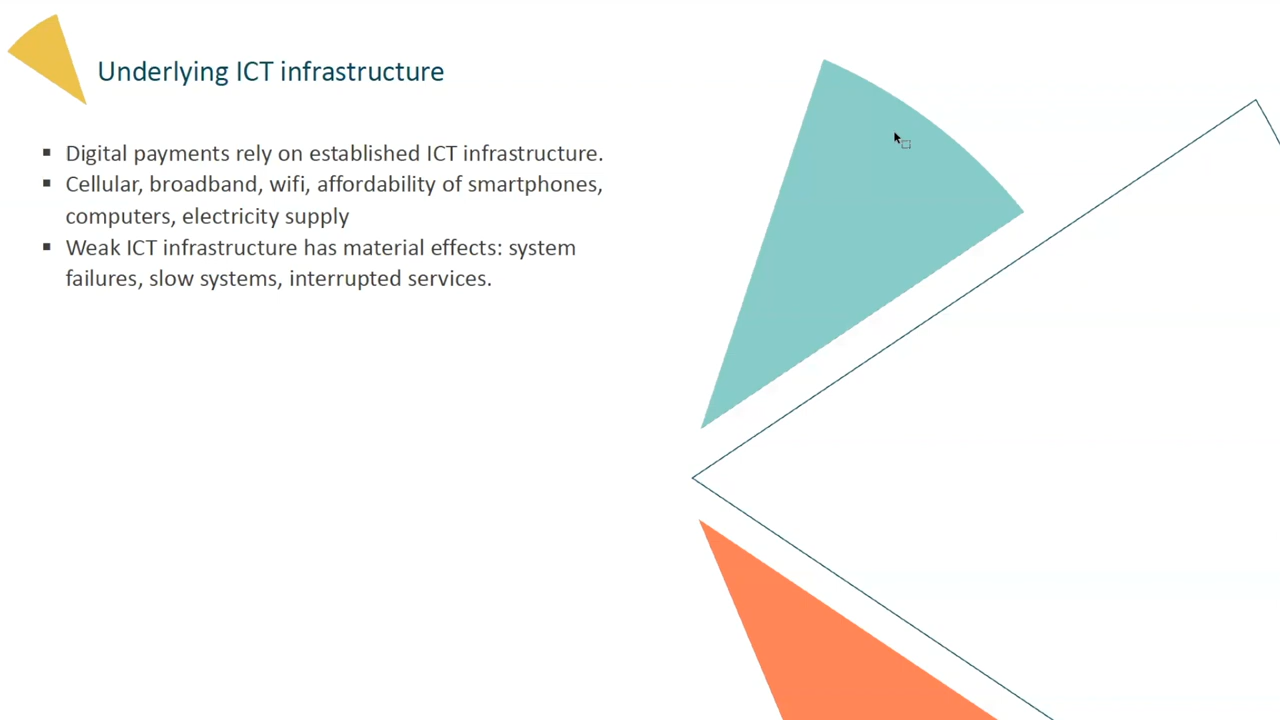 Underlying ICT infrastructure
▪ Digital payments rely on established ICT infrastructure.
▪ Cellular, broadband, wifi, affordability of smartphones,
computers, electricity supply
▪ Weak ICT infrastructure has material effects: system
failures, slow systems, interrupted services.